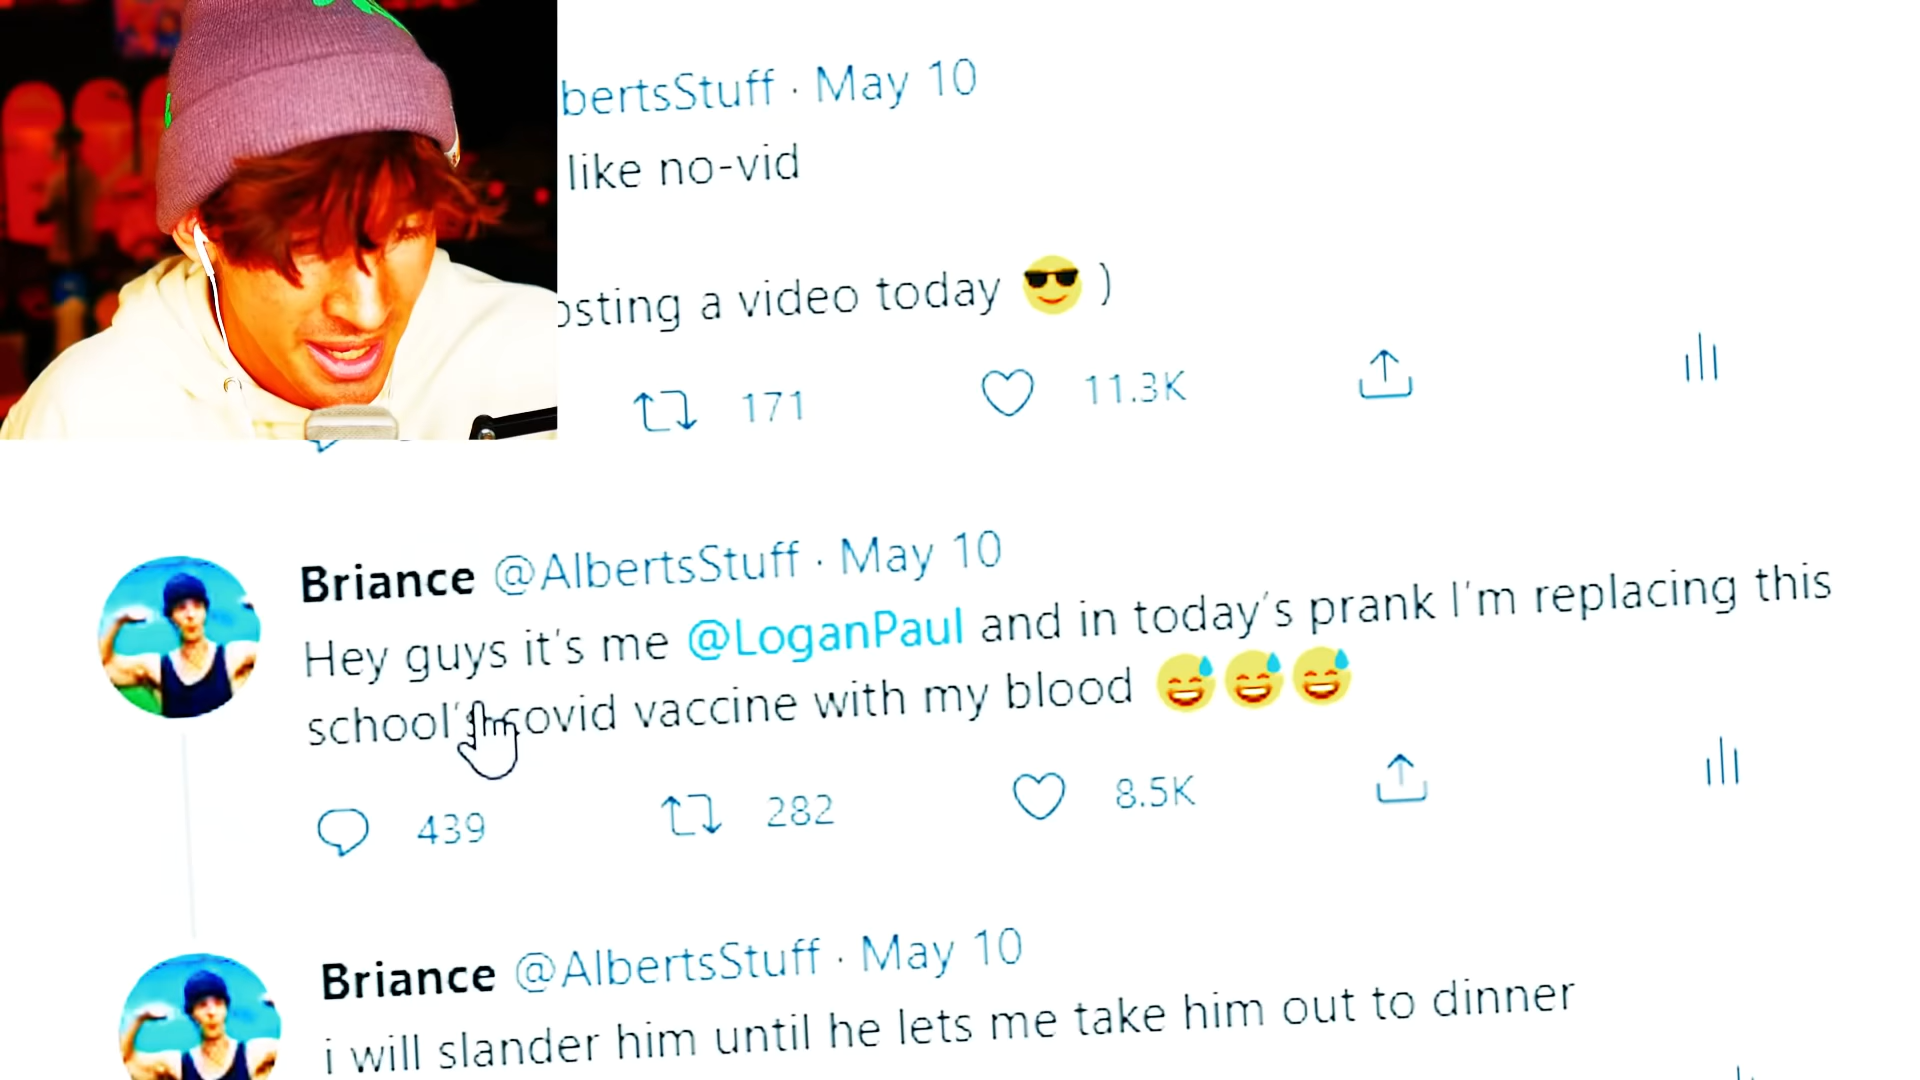 bertsStuff · May 10
like no-vid
osting a video today 😎 )
171 11.3K
Briance @AlbertsStuff · May 10
Hey guys it's me @LoganPaul and in today's prank I'm replacing this
school's covid vaccine with my blood 😅😅😅
439 282 8.5K
Briance @AlbertsStuff · May 10
i will slander him until he lets me take him out to dinner